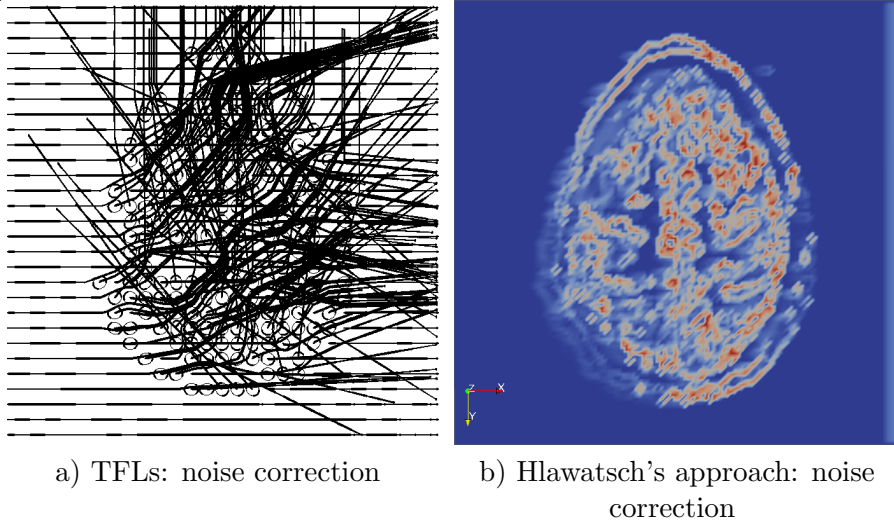 Z X
Y
a) TFLs: noise correction
b) Hlawatsch's approach: noise
correction